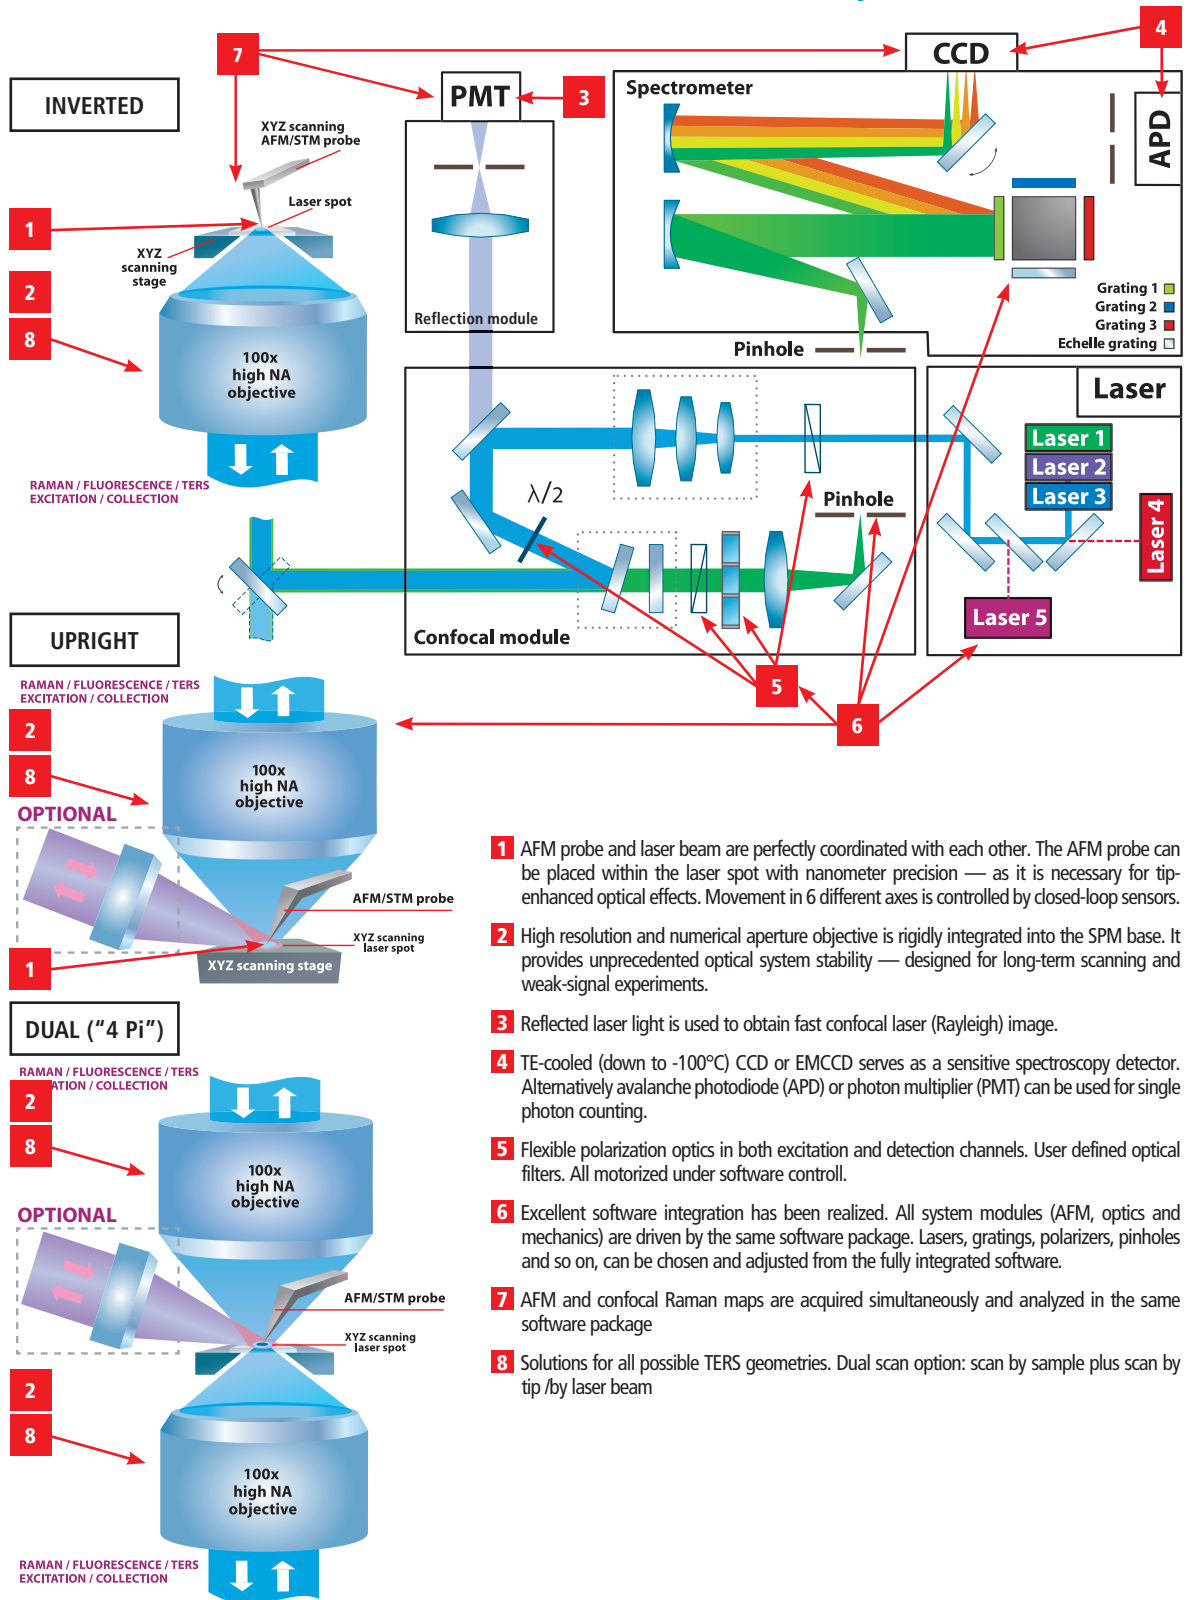 7
4
CCD
INVERTED
PMT
3
Spectrometer
APD
XYZ scanning
AFM/STM probe
1
Laser spot
XYZ
scanning
stage
2
8
Reflection module
Grating 1
Grating 2
Grating 3
Echelle grating
Pinhole
100x
high NA
objective
Laser
Laser 1
Laser 2
Laser 3
Laser 4
Laser 5
RAMAN / FLUORESCENCE / TERS
EXCITATION / COLLECTION
λ/2
Pinhole
Confocal module
UPRIGHT
5
6
RAMAN / FLUORESCENCE / TERS
EXCITATION / COLLECTION
2
8
100x
high NA
objective
OPTIONAL
AFM/STM probe
XYZ scanning
laser spot
1
XYZ scanning stage
DUAL ("4 Pi")
RAMAN / FLUORESCENCE / TERS
EXCITATION / COLLECTION
2
8
100x
high NA
objective
OPTIONAL
AFM/STM probe
XYZ scanning
laser spot
2
8
100x
high NA
objective
RAMAN / FLUORESCENCE / TERS
EXCITATION / COLLECTION
1 AFM probe and laser beam are perfectly coordinated with each other. The AFM probe can
be placed within the laser spot with nanometer precision — as it is necessary for tip-
enhanced optical effects. Movement in 6 different axes is controlled by closed-loop sensors.
2 High resolution and numerical aperture objective is rigidly integrated into the SPM base. It
provides unprecedented optical system stability — designed for long-term scanning and
weak-signal experiments.
3 Reflected laser light is used to obtain fast confocal laser (Rayleigh) image.
4 TE-cooled (down to -100°C) CCD or EMCCD serves as a sensitive spectroscopy detector.
Alternatively avalanche photodiode (APD) or photon multiplier (PMT) can be used for single
photon counting.
5 Flexible polarization optics in both excitation and detection channels. User defined optical
filters. All motorized under software controll.
6 Excellent software integration has been realized. All system modules (AFM, optics and
mechanics) are driven by the same software package. Lasers, gratings, polarizers, pinholes
and so on, can be chosen and adjusted from the fully integrated software.
7 AFM and confocal Raman maps are acquired simultaneously and analyzed in the same
software package
8 Solutions for all possible TERS geometries. Dual scan option: scan by sample plus scan by
tip /by laser beam